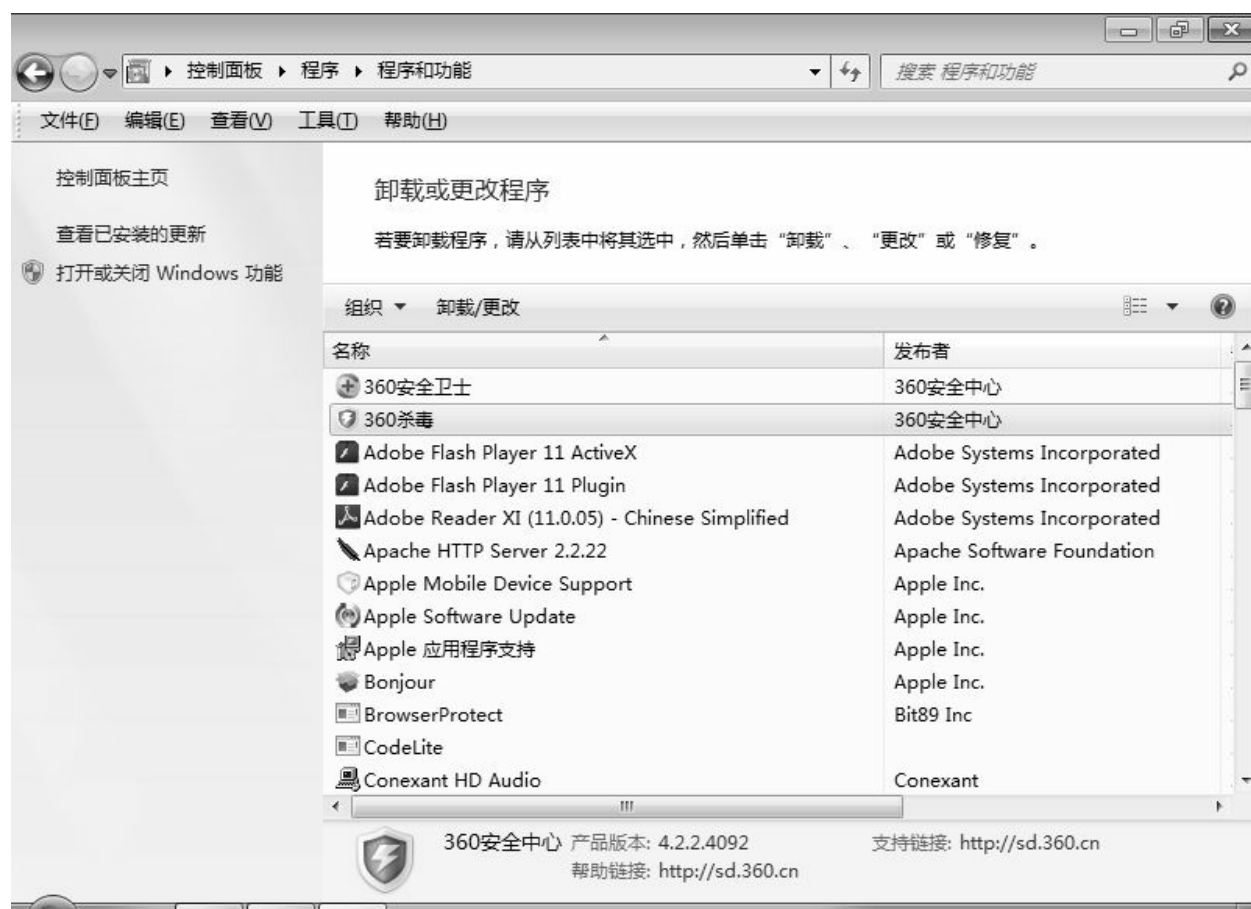 控制面板 程序 程序和功能 搜索 程序和功能
文件(F) 编辑(E) 查看(V) 工具(T) 帮助(H)
控制面板主页
查看已安装的更新
打开或关闭 Windows 功能
卸载或更改程序
若要卸载程序，请从列表中将其选中，然后单击“卸载”、“更改”或“修复”。
组织 卸载/更改
名称 发布者
360安全卫士 360安全中心
360杀毒 360安全中心
Adobe Flash Player 11 ActiveX Adobe Systems Incorporated
Adobe Flash Player 11 Plugin Adobe Systems Incorporated
Adobe Reader XI (11.0.05) - Chinese Simplified Adobe Systems Incorporated
Apache HTTP Server 2.2.22 Apache Software Foundation
Apple Mobile Device Support Apple Inc.
Apple Software Update Apple Inc.
Apple 应用程序支持 Apple Inc.
Bonjour Apple Inc.
BrowserProtect Bit89 Inc
CodeLite
Conexant HD Audio Conexant
360安全中心 产品版本: 4.2.2.4092 支持链接: http://sd.360.cn
帮助链接: http://sd.360.cn